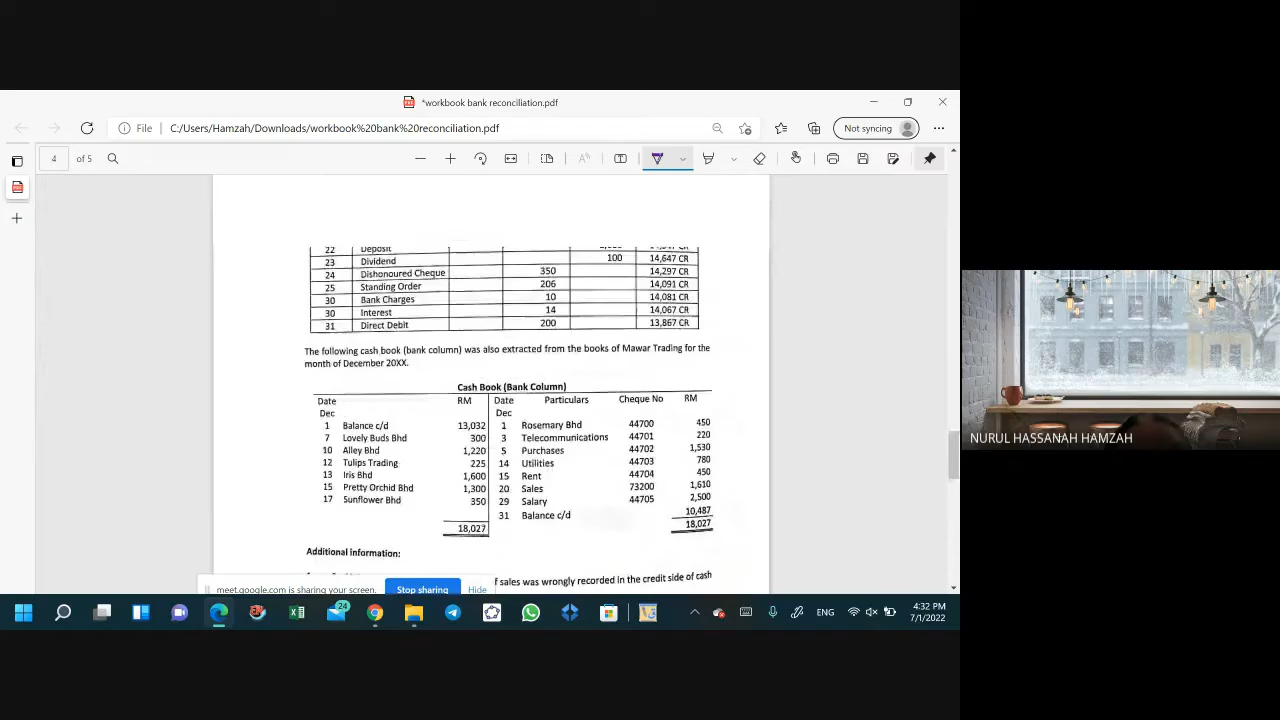 *workbook bank reconciliation.pdf
File C:/Users/Hamzah/Downloads/workbook%20bank%20reconciliation.pdf Not syncing
4 of 5
22 Deposit
23 Dividend 100 14,647 CR
24 Dishonoured Cheque 350 14,297 CR
25 Standing Order 206 14,091 CR
30 Bank Charges 10 14,081 CR
30 Interest 14 14,067 CR
31 Direct Debit 200 13,867 CR
The following cash book (bank column) was also extracted from the books of Mawar Trading for the
month of December 20XX.
Cash Book (Bank Column)
Date RM Date Particulars Cheque No RM
Dec Dec
1 Balance c/d 13,032 1 Rosemary Bhd 44700 450
7 Lovely Buds Bhd 300 3 Telecommunications 44701 220
10 Alley Bhd 1,220 5 Purchases 44702 1,530
12 Tulips Trading 225 14 Utilities 44703 780
13 Iris Bhd 1,600 15 Rent 44704 450
15 Pretty Orchid Bhd 1,300 20 Sales 73200 1,610
17 Sunflower Bhd 350 29 Salary 44705 2,500
31 Balance c/d 10,487
18,027 18,027
Additional information:
f sales was wrongly recorded in the credit side of cash
meet.google.com is sharing your screen. Stop sharing Hide
24 ENG 4:32 PM
7/1/2022
NURUL HASSANAH HAMZAH